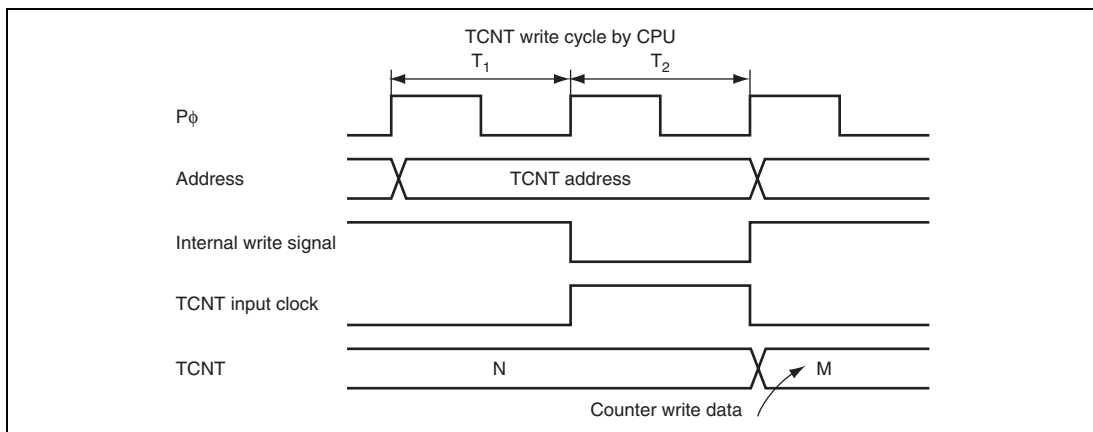 TCNT write cycle by CPU
T1 T2
Pϕ
Address TCNT address
Internal write signal
TCNT input clock
TCNT N M
Counter write data